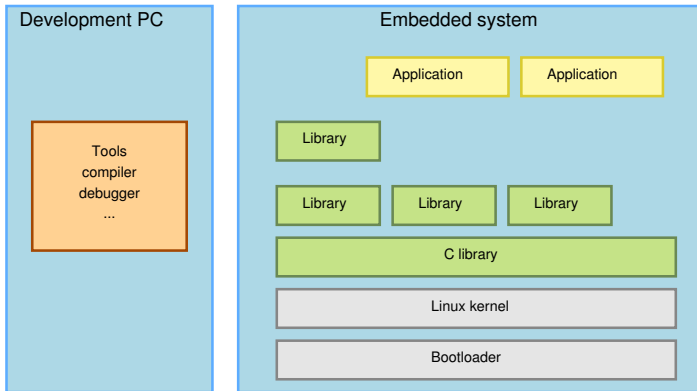 Development PC
Tools
compiler
debugger
...
Embedded system
Application
Application
Library
Library
Library
Library
C library
Linux kernel
Bootloader